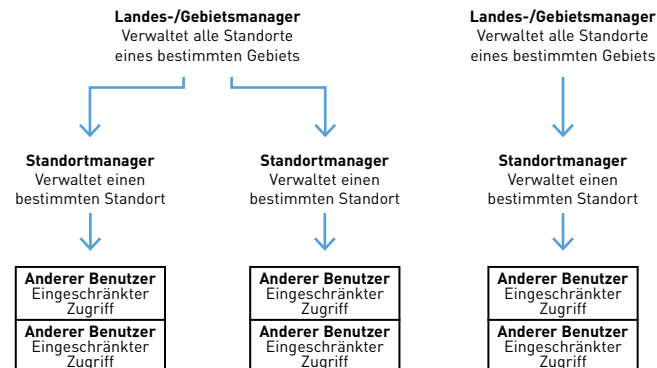 Landes-/Gebietsmanager
Verwaltet alle Standorte
eines bestimmten Gebiets
Landes-/Gebietsmanager
Verwaltet alle Standorte
eines bestimmten Gebiets
Standortmanager
Verwaltet einen
bestimmten Standort
Standortmanager
Verwaltet einen
bestimmten Standort
Standortmanager
Verwaltet einen
bestimmten Standort
Anderer Benutzer
Eingeschränkter
Zugriff
Anderer Benutzer
Eingeschränkter
Zugriff
Anderer Benutzer
Eingeschränkter
Zugriff
Anderer Benutzer
Eingeschränkter
Zugriff
Anderer Benutzer
Eingeschränkter
Zugriff
Anderer Benutzer
Eingeschränkter
Zugriff